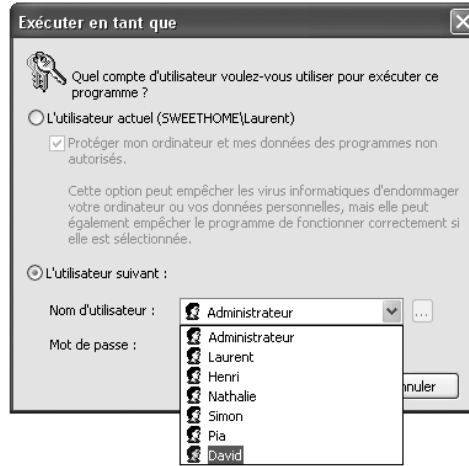 Exécuter en tant que
Quel compte d'utilisateur voulez-vous utiliser pour exécuter ce
programme ?
L'utilisateur actuel (SWEETHOME\Laurent)
Protéger mon ordinateur et mes données des programmes non
autorisés.
Cette option peut empêcher les virus informatiques d'endommager
votre ordinateur ou vos données personnelles, mais elle peut
également empêcher le programme de fonctionner correctement si
elle est sélectionnée.
L'utilisateur suivant :
Nom d'utilisateur : Administrateur ...
Mot de passe :
Administrateur
Laurent
Henri
Nathalie
Simon
Pia
David
nnuler